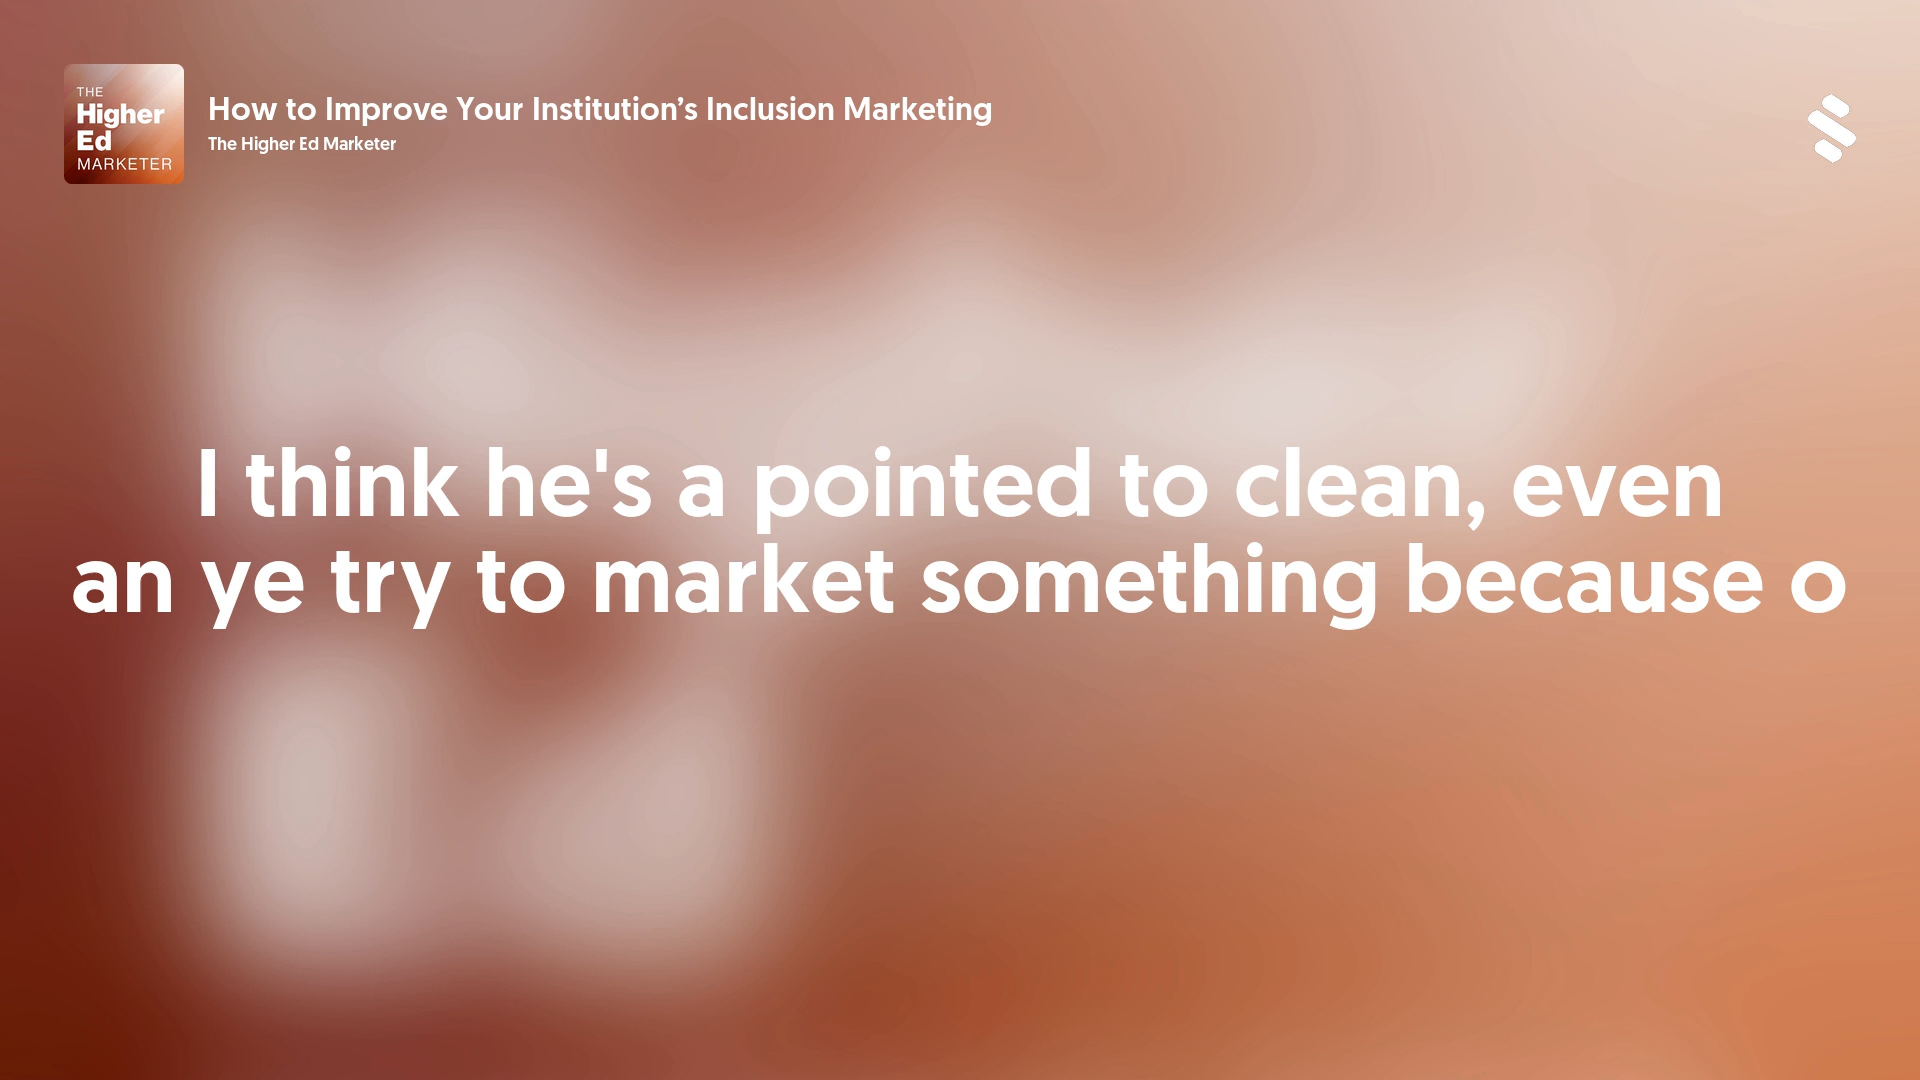 THE
Higher
Ed
MARKETER
How to Improve Your Institution’s Inclusion Marketing
The Higher Ed Marketer
I think he's a pointed to clean, even
an ye try to market something because o